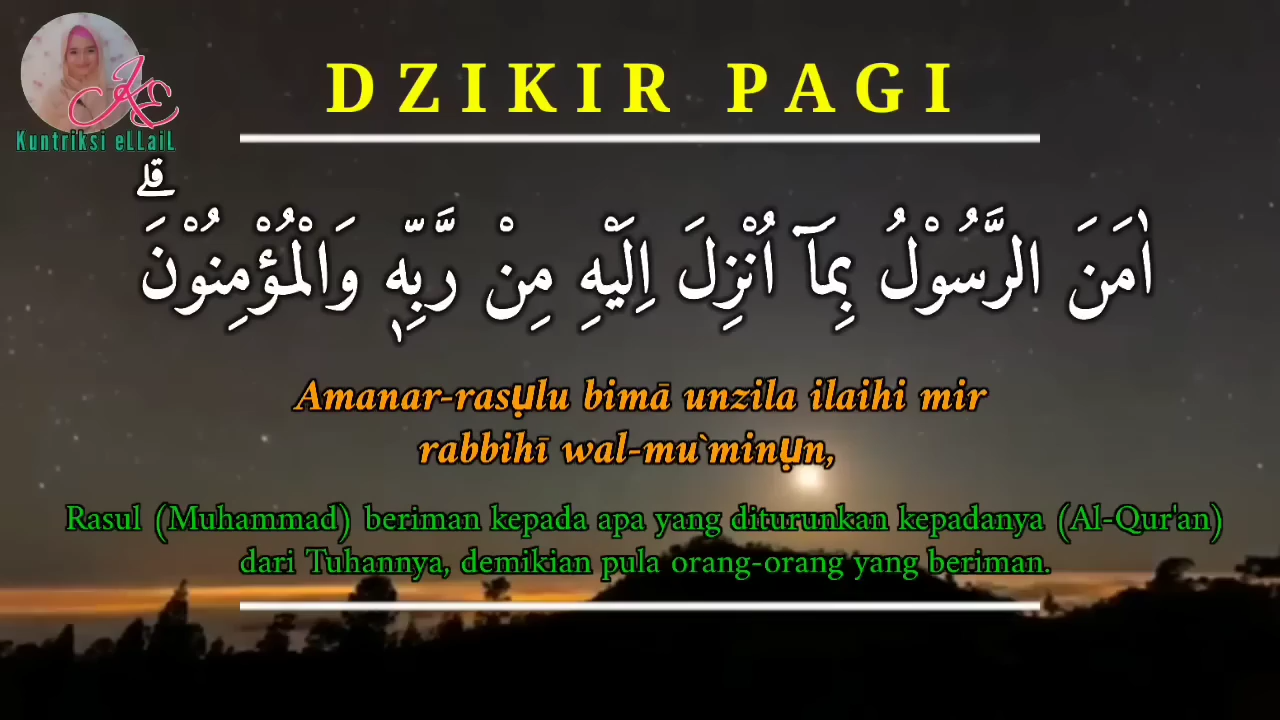 Kuntriksi eLLaiL
DZIKIR PAGI
اٰمَنَ الرَّسُوْلُ بِمَآ اُنْزِلَ اِلَيْهِ مِنْ رَّبِّهٖ وَالْمُؤْمِنُوْنَۗ
Amanar-rasụlu bimā unzila ilaihi mir
rabbihī wal-mu`minụn,
Rasul (Muhammad) beriman kepada apa yang diturunkan kepadanya (Al-Qur'an)
dari Tuhannya, demikian pula orang-orang yang beriman.